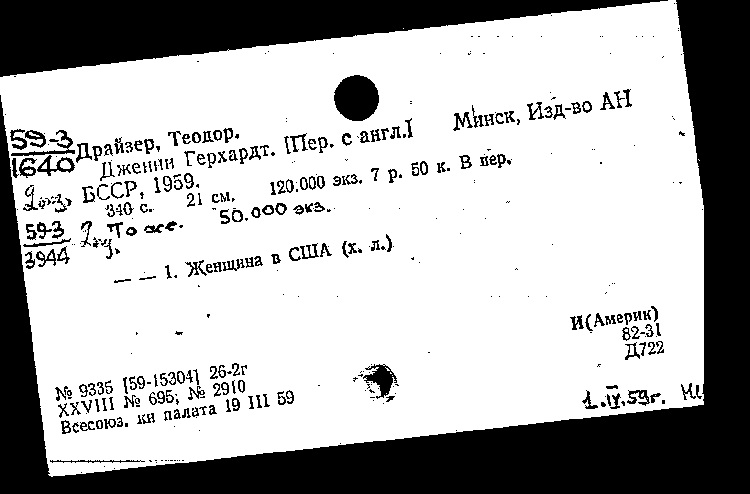 59-3
1640
Драйзер, Теодор.
Дженни Герхардт. [Пер. с англ.] Минск, Изд-во АН
БССР, 1959.
340 с. 21 см. 120.000 экз. 7 р. 50 к. В пер.
59-3
3944
То же. 50.000 экз.
— — 1. Женщина в США (х. л.)
И(Америк)
82-31
Д722
№ 9335 [59-15304] 26-2г
XXVIII № 695; № 2910
Всесоюз. кн палата 19 III 59
1.IV.59г.